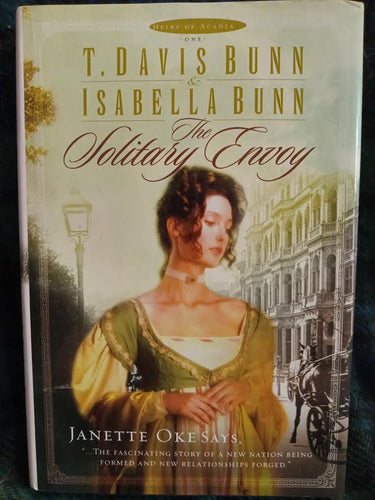 HEIRS OF ACADIA
·ONE·
T. DAVIS BUNN
&
ISABELLA BUNN
The
Solitary Envoy
JANETTE OKE SAYS,
"...THE FASCINATING STORY OF A NEW NATION BEING
FORMED AND NEW RELATIONSHIPS FORGED."